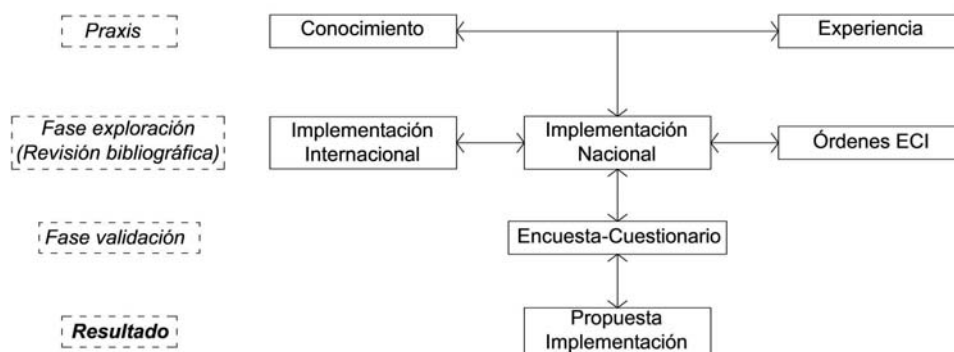 Praxis
Conocimiento
Experiencia
Fase exploración
(Revisión bibliográfica)
Implementación
Internacional
Implementación
Nacional
Órdenes ECI
Fase validación
Encuesta-Cuestionario
Resultado
Propuesta
Implementación